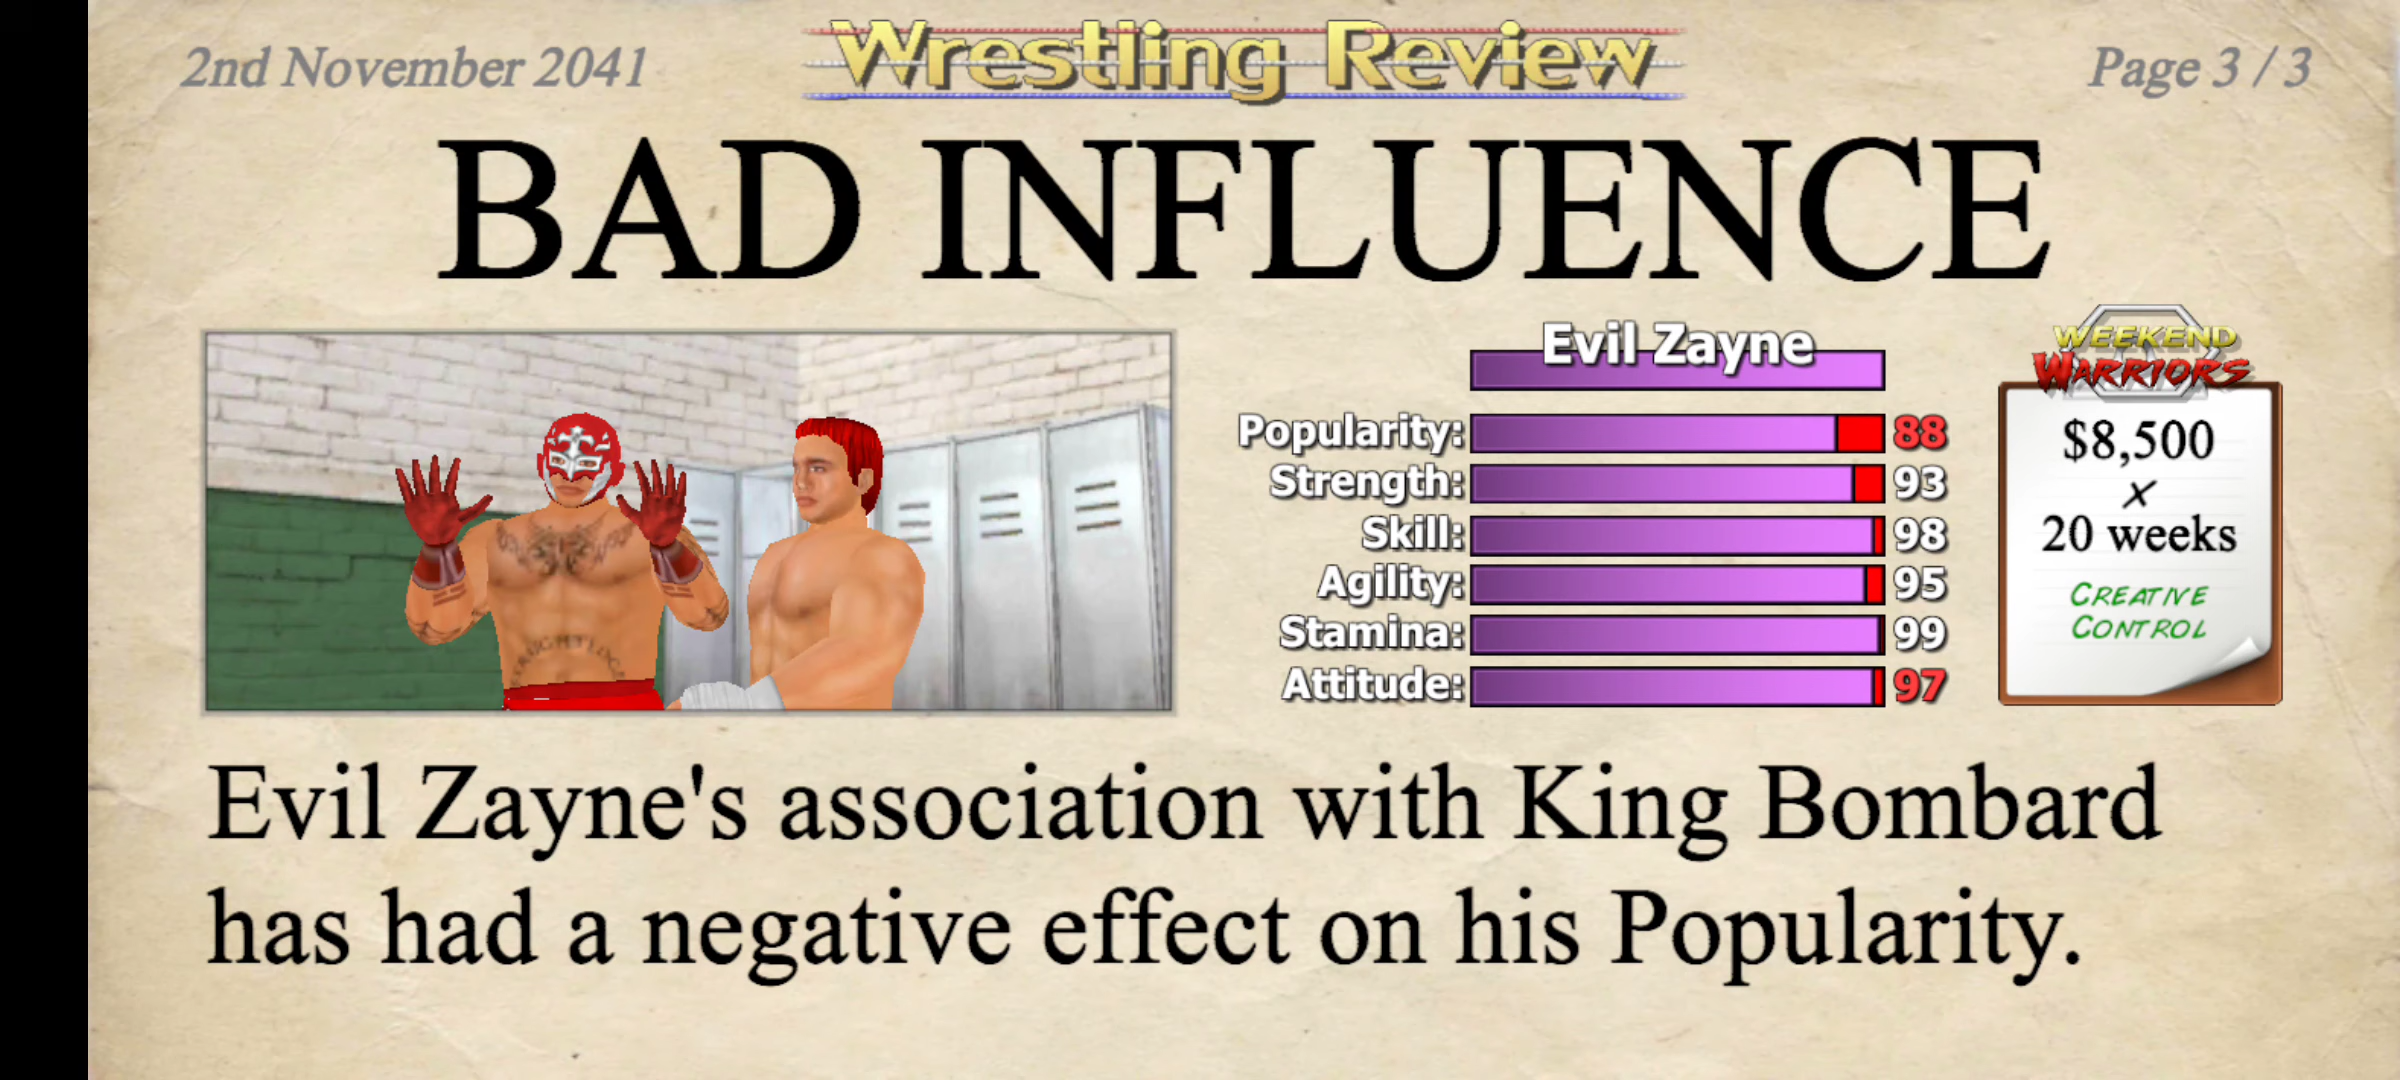 2nd November 2041
Wrestling Review
Page 3 / 3
BAD INFLUENCE
Evil Zayne
Popularity: 88
Strength: 93
Skill: 98
Agility: 95
Stamina: 99
Attitude: 97
WEEKEND
WARRIORS
$8,500
x
20 weeks
CREATIVE
CONTROL
Evil Zayne's association with King Bombard
has had a negative effect on his Popularity.